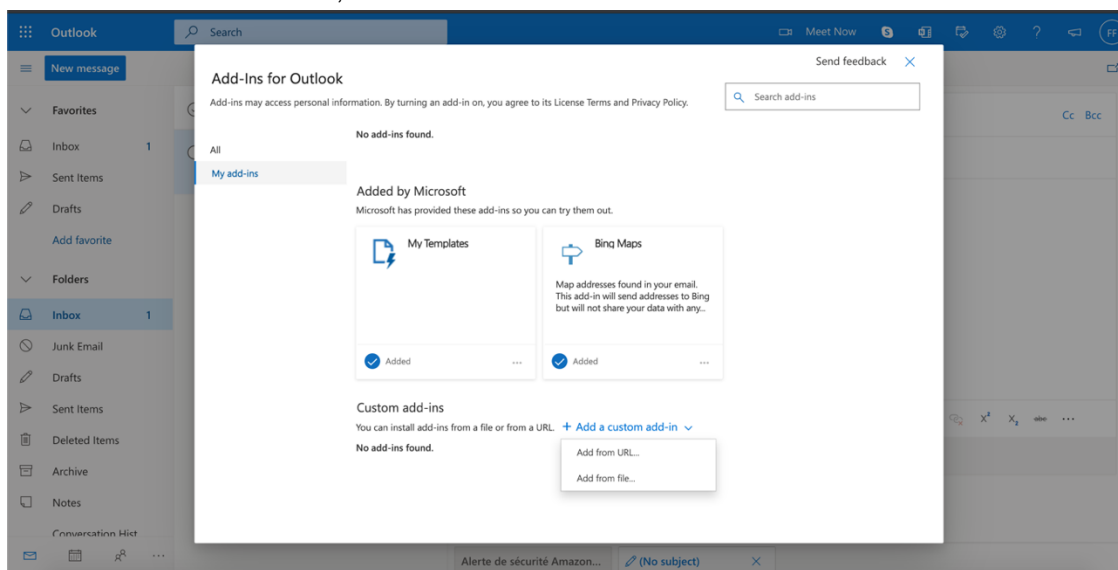 Outlook
Search
Meet Now
FF
New message
Send feedback
Add-Ins for Outlook
Add-ins may access personal information. By turning an add-in on, you agree to its License Terms and Privacy Policy.
Search add-ins
Favorites
Cc Bcc
No add-ins found.
Inbox 1
All
My add-ins
Sent Items
Added by Microsoft
Microsoft has provided these add-ins so you can try them out.
Drafts
Add favorite
My Templates
Bing Maps
Folders
Map addresses found in your email.
This add-in will send addresses to Bing
but will not share your data with any...
Inbox 1
Junk Email
Added
Added
Drafts
Sent Items
Custom add-ins
You can install add-ins from a file or from a URL.
+ Add a custom add-in
X² X₂ abc
Deleted Items
No add-ins found.
Add from URL...
Add from file...
Archive
Notes
Conversation Hist
Alerte de sécurité Amazon...
(No subject)